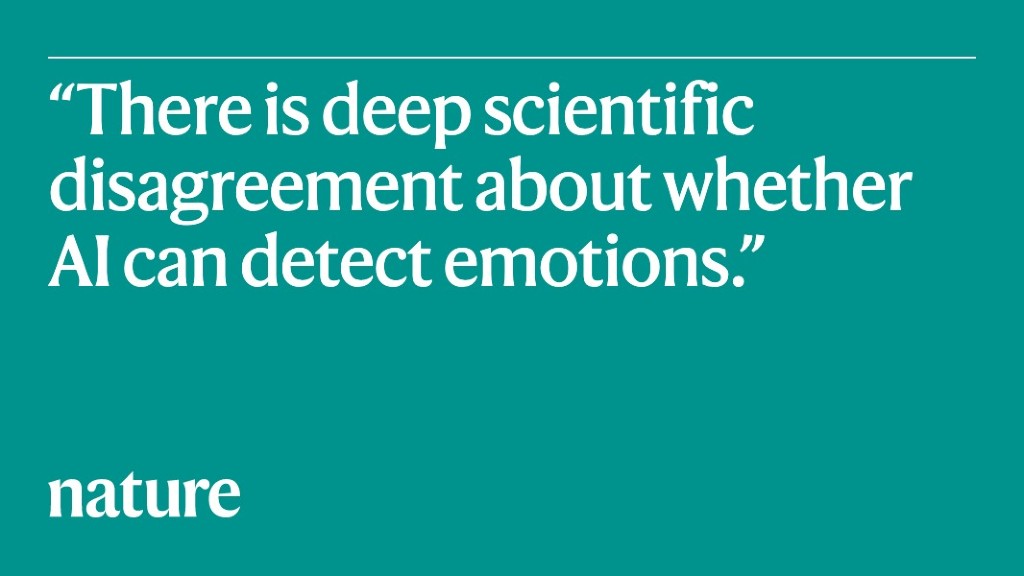 “There is deep scientific
disagreement about whether
AI can detect emotions.”
nature